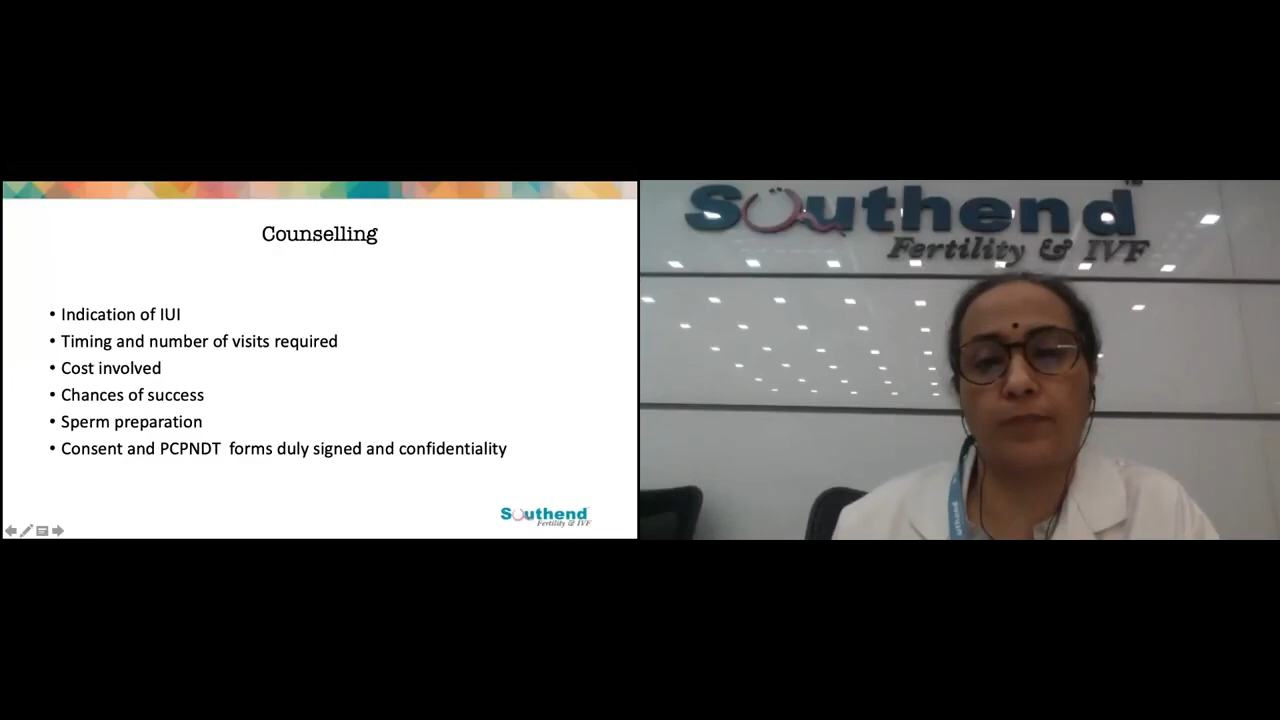 Counselling
• Indication of IUI
• Timing and number of visits required
• Cost involved
• Chances of success
• Sperm preparation
• Consent and PCPNDT forms duly signed and confidentiality
Southend
Fertility & IVF
Southend
Fertility & IVF